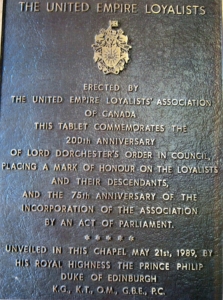 THE UNITED EMPIRE LOYALISTS
ERECTED BY
THE UNITED EMPIRE LOYALISTS' ASSOCIATION
OF CANADA
THIS TABLET COMMEMORATES THE
200th ANNIVERSARY
OF LORD DORCHESTER'S ORDER IN COUNCIL,
PLACING A MARK OF HONOUR ON THE LOYALISTS
AND THEIR DESCENDANTS,
AND THE 75th ANNIVERSARY OF THE
INCORPORATION OF THE ASSOCIATION
BY AN ACT OF PARLIAMENT.
* * * * *
UNVEILED IN THIS CHAPEL MAY 21st, 1989, BY
HIS ROYAL HIGHNESS THE PRINCE PHILIP
DUKE OF EDINBURGH
K.G., K.T., O.M., G.B.E., P.C.